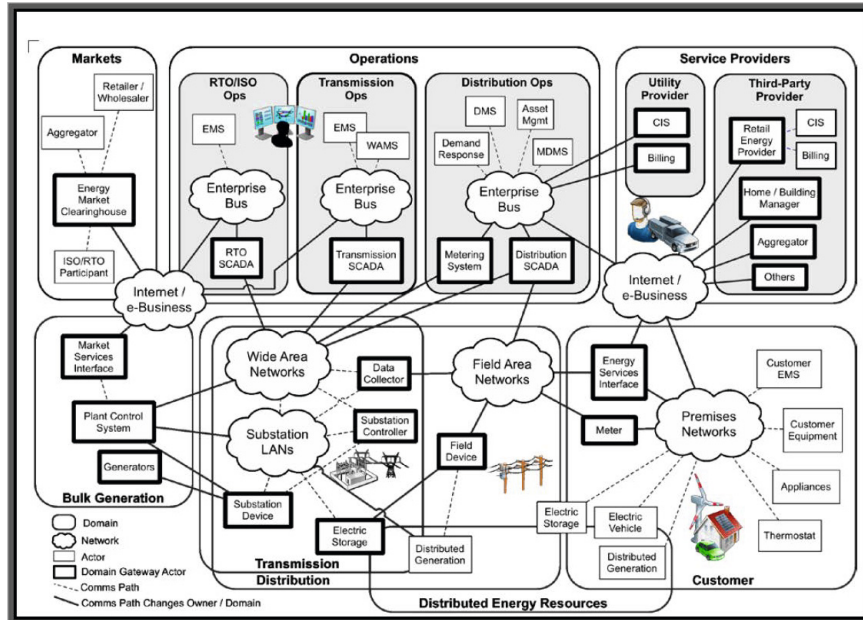 Markets
Operations
Service Providers
Retailer /
Wholesaler
Aggregator
Energy
Market
Clearinghouse
ISO/RTO
Participant
RTO/ISO
Ops
EMS
Enterprise
Bus
RTO
SCADA
Transmission
Ops
EMS
WAMS
Enterprise
Bus
Transmission
SCADA
Distribution Ops
DMS
Asset
Mgmt
Demand
Response
MDMS
Enterprise
Bus
Metering
System
Distribution
SCADA
Utility
Provider
CIS
Billing
Third-Party
Provider
Retail
Energy
Provider
CIS
Billing
Home / Building
Manager
Aggregator
Others
Internet /
e-Business
Internet /
e-Business
Market
Services
Interface
Plant Control
System
Generators
Bulk Generation
Wide Area
Networks
Data
Collector
Substation
LANs
Substation
Controller
Substation
Device
Electric
Storage
Field Area
Networks
Field
Device
Distributed
Generation
Transmission
Distribution
Energy
Services
Interface
Meter
Premises
Networks
Customer
EMS
Customer
Equipment
Appliances
Thermostat
Electric
Storage
Electric
Vehicle
Distributed
Generation
Customer
Distributed Energy Resources
Domain
Network
Actor
Domain Gateway Actor
Comms Path
Comms Path Changes Owner / Domain